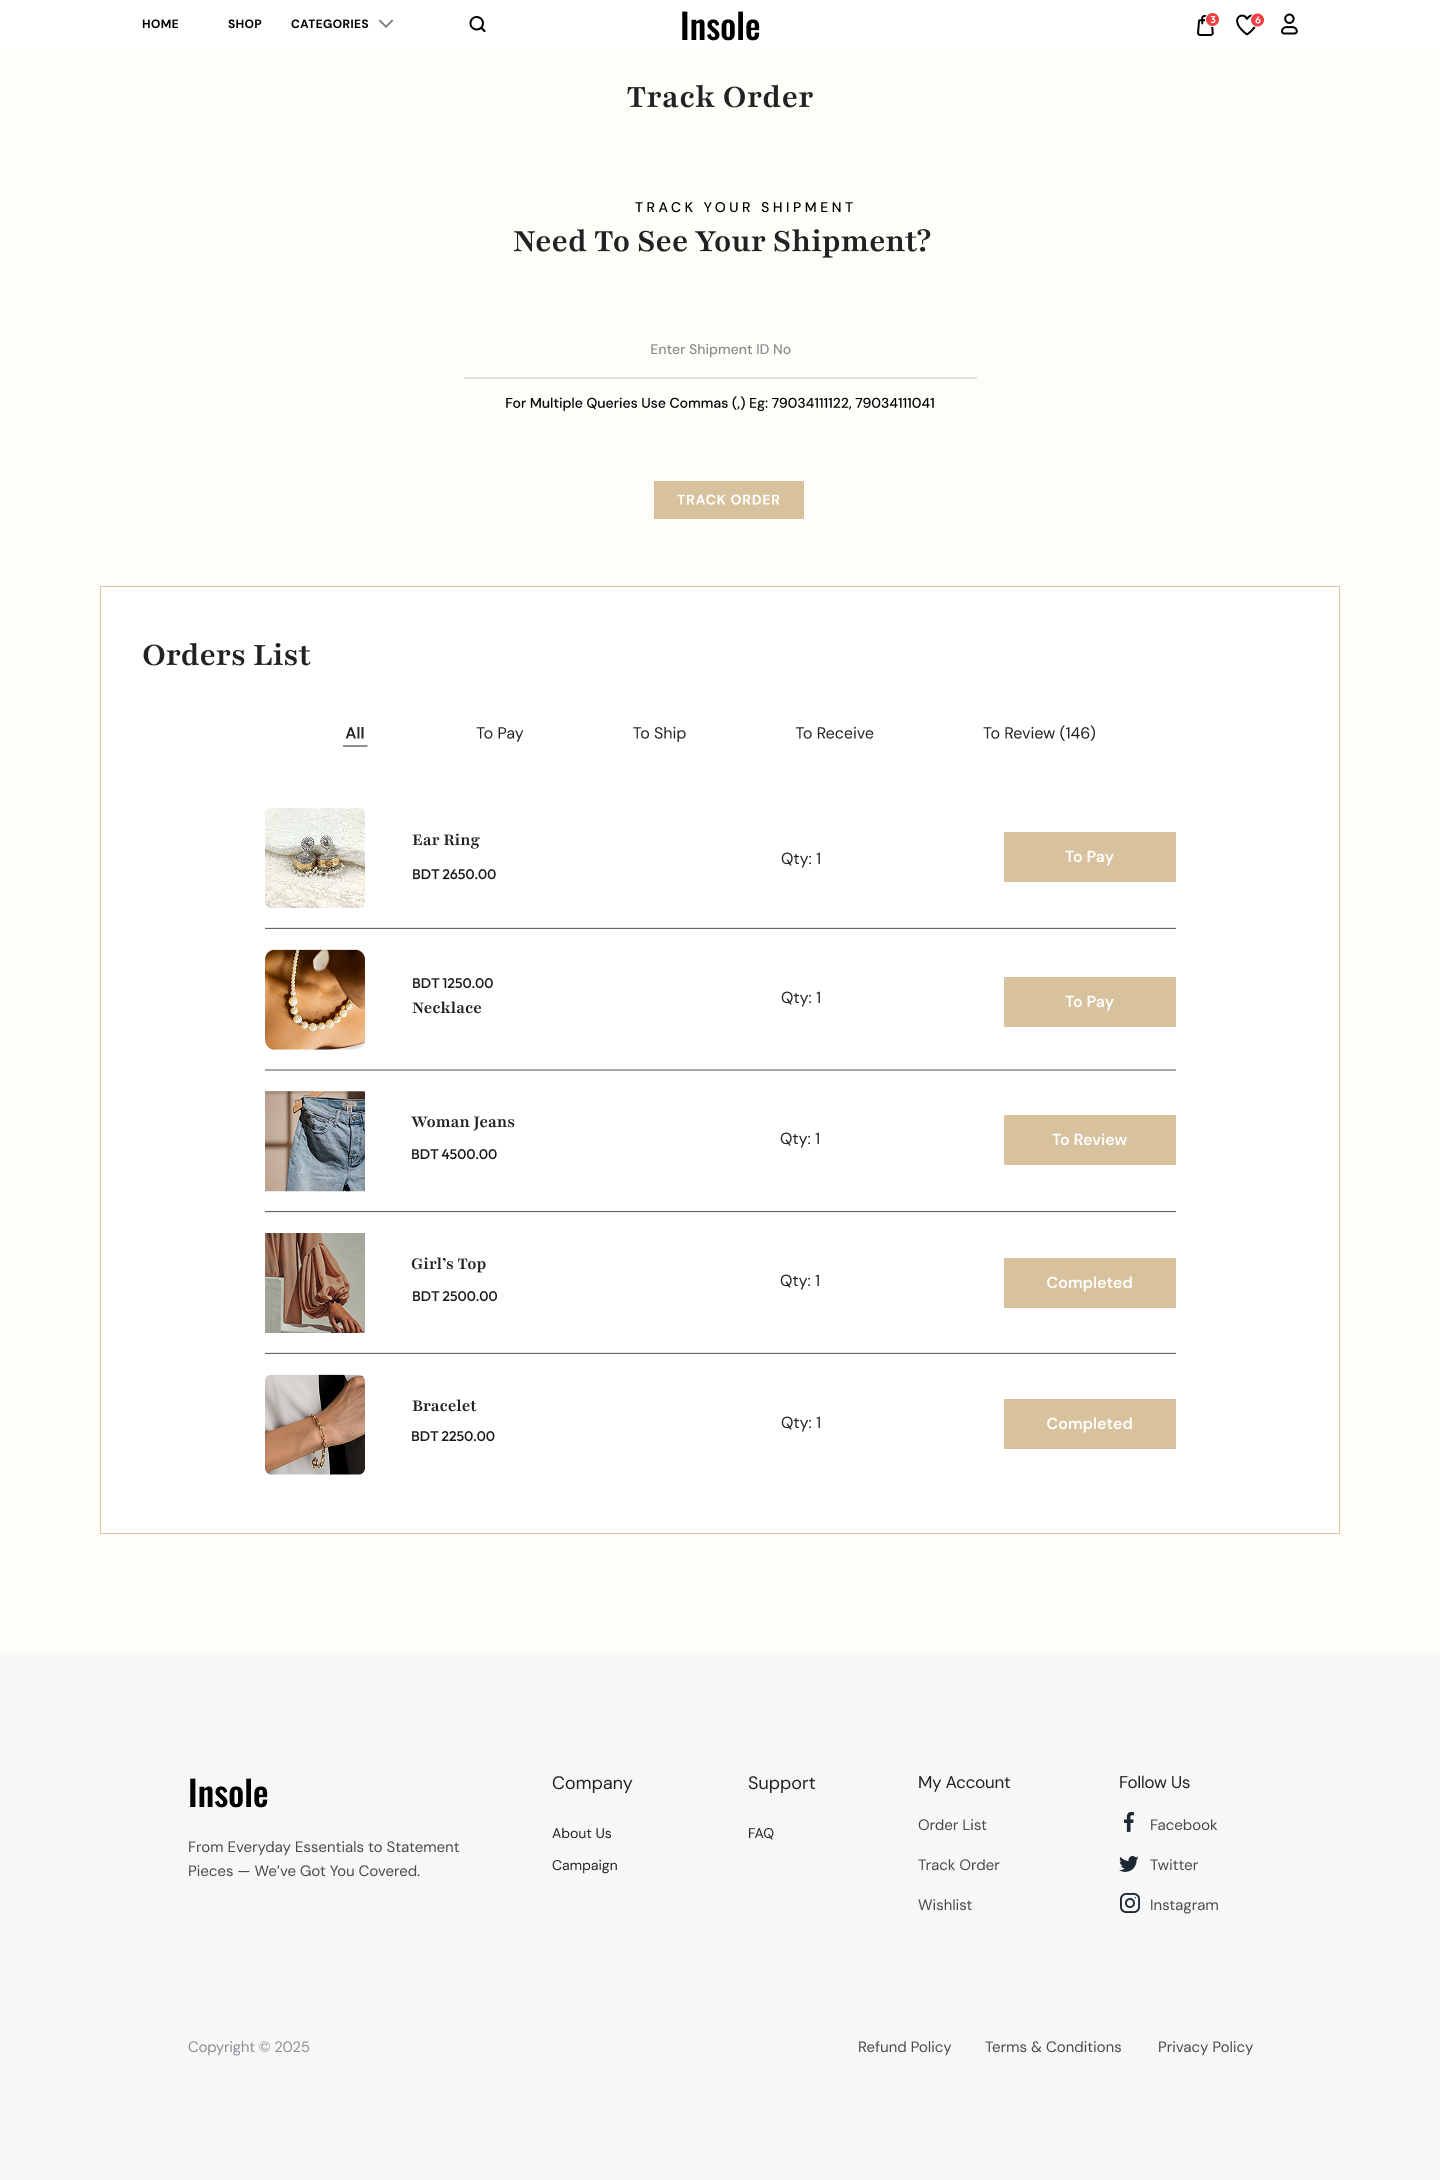 HOME
SHOP
CATEGORIES
Insole
3
6
Track Order
TRACK YOUR SHIPMENT
Need To See Your Shipment?
Enter Shipment ID No
For Multiple Queries Use Commas (,) Eg: 79034111122, 79034111041
TRACK ORDER
Orders List
All
To Pay
To Ship
To Receive
To Review (146)
Ear Ring
BDT 2650.00
Qty: 1
To Pay
BDT 1250.00
Necklace
Qty: 1
To Pay
Woman Jeans
BDT 4500.00
Qty: 1
To Review
Girl’s Top
BDT 2500.00
Qty: 1
Completed
Bracelet
BDT 2250.00
Qty: 1
Completed
Insole
From Everyday Essentials to Statement
Pieces — We’ve Got You Covered.
Company
About Us
Campaign
Support
FAQ
My Account
Order List
Track Order
Wishlist
Follow Us
Facebook
Twitter
Instagram
Copyright © 2025
Refund Policy
Terms & Conditions
Privacy Policy